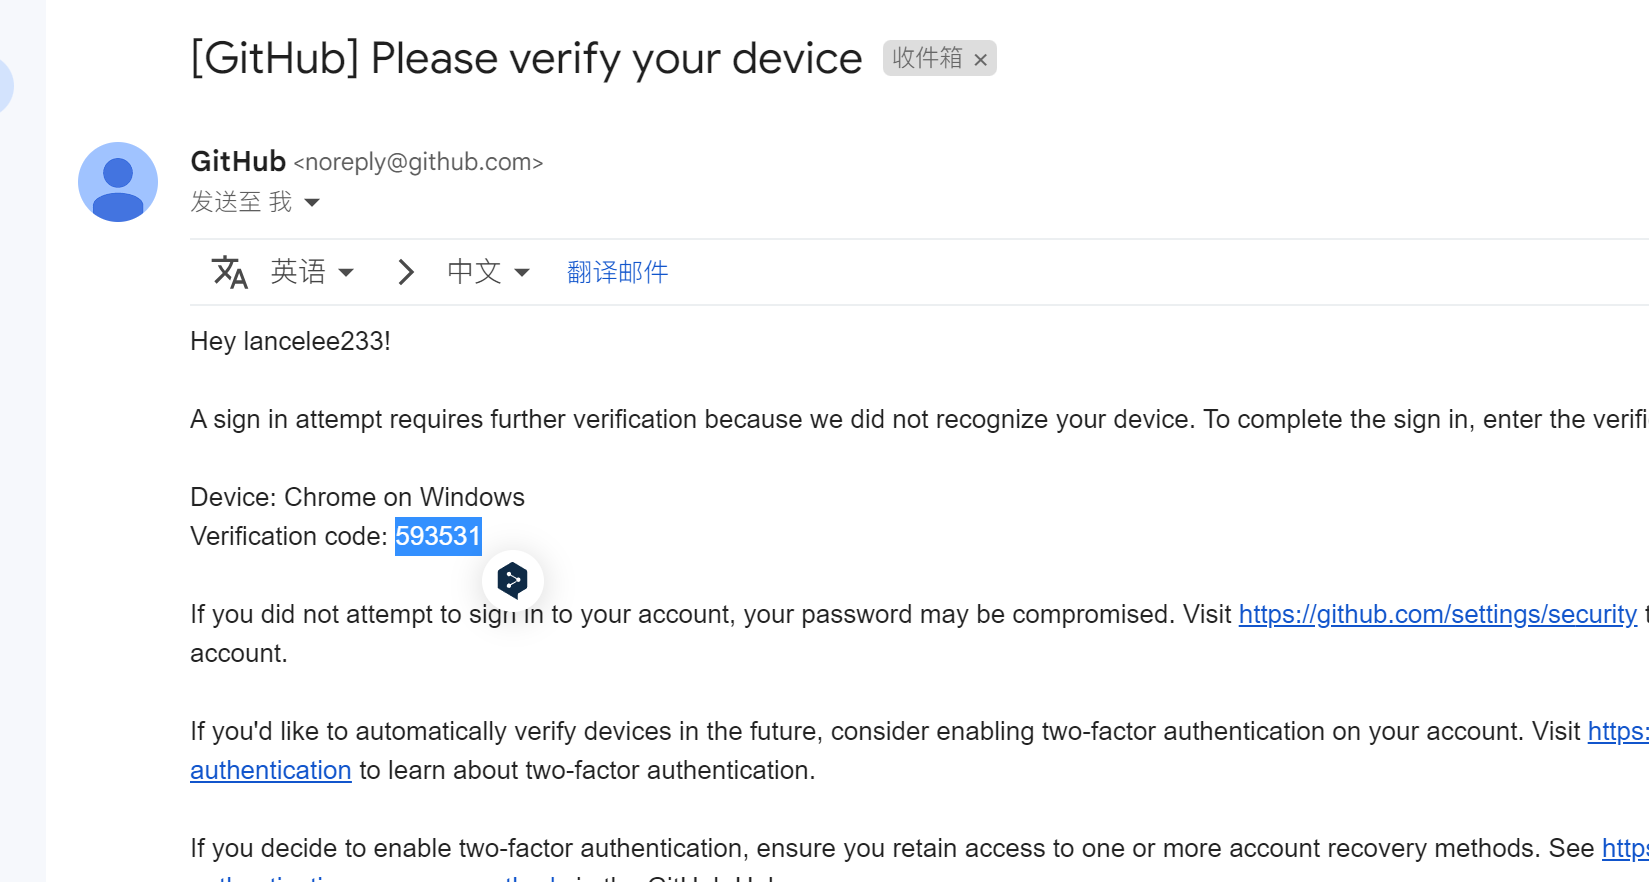 [GitHub] Please verify your device 收件箱 ×
GitHub <noreply@github.com>
发送至 我
英语 中文 翻译邮件
Hey lancelee233!
A sign in attempt requires further verification because we did not recognize your device. To complete the sign in, enter the verifi
Device: Chrome on Windows
Verification code: 593531
If you did not attempt to sign in to your account, your password may be compromised. Visit https://github.com/settings/security t
account.
If you'd like to automatically verify devices in the future, consider enabling two-factor authentication on your account. Visit https:
authentication to learn about two-factor authentication.
If you decide to enable two-factor authentication, ensure you retain access to one or more account recovery methods. See https